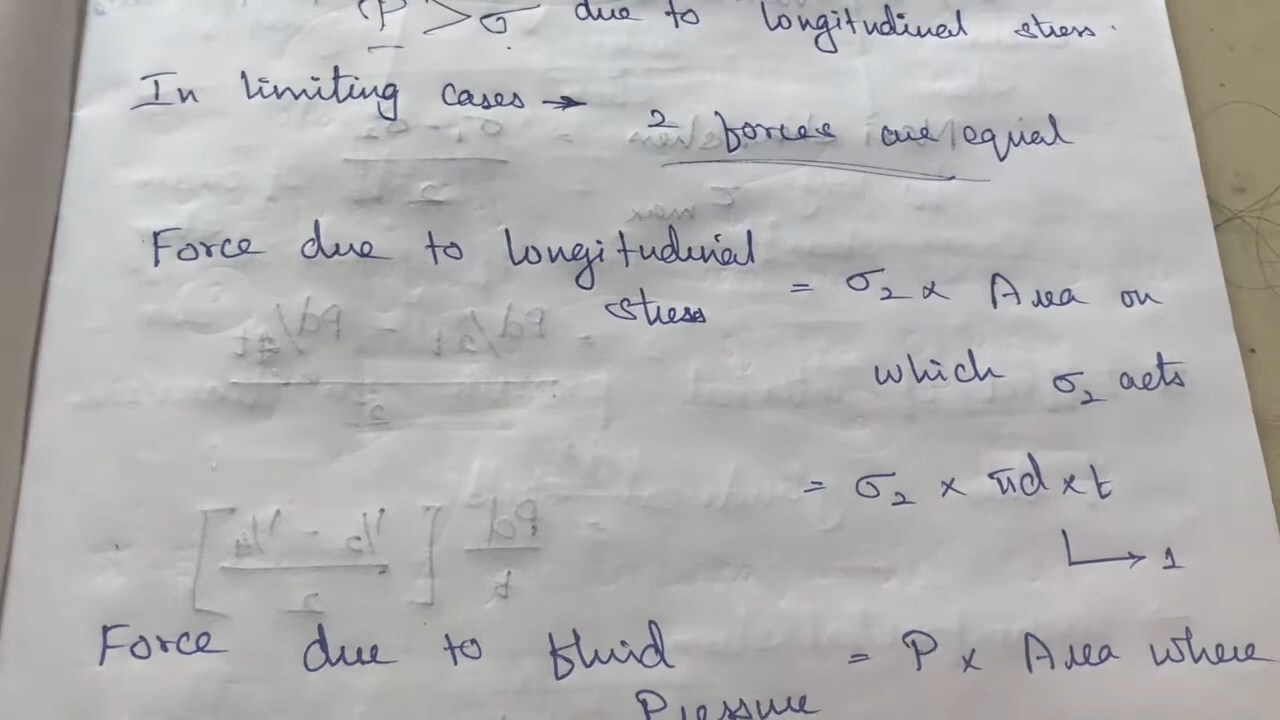 P > σ due to longitudinal stress.
In limiting cases →
2 forces are equal
Force due to longitudinal
stress
= σ₂ × Area on
which σ₂ acts
= σ₂ × πd × t
↳ 1
Force due to fluid
Pressure
= P × Area where